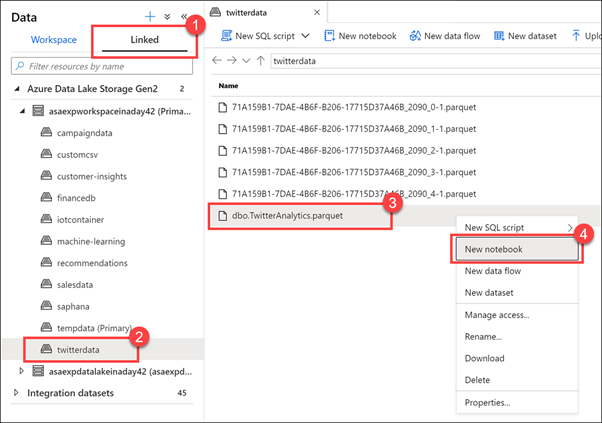 Data
1
Workspace
Linked
Filter resources by name
Azure Data Lake Storage Gen2 2
asaexpworkspaceinaday42 (Prima...
campaigndata
customcsv
customer-insights
financedb
iotcontainer
machine-learning
recommendations
salesdata
saphana
tempdata (Primary)
2
twitterdata
asaexpdatalakeinaday42 (asaexpd...
Integration datasets 45
twitterdata
New SQL script
New notebook
New data flow
New dataset
Uplo
twitterdata
Name
71A159B1-7DAE-4B6F-B206-17715D37A46B_2090_0-1.parquet
71A159B1-7DAE-4B6F-B206-17715D37A46B_2090_1-1.parquet
71A159B1-7DAE-4B6F-B206-17715D37A46B_2090_2-1.parquet
71A159B1-7DAE-4B6F-B206-17715D37A46B_2090_3-1.parquet
71A159B1-7DAE-4B6F-B206-17715D37A46B_2090_4-1.parquet
3
dbo.TwitterAnalytics.parquet
New SQL script
4
New notebook
New data flow
New dataset
Manage access...
Rename...
Download
Delete
Properties...